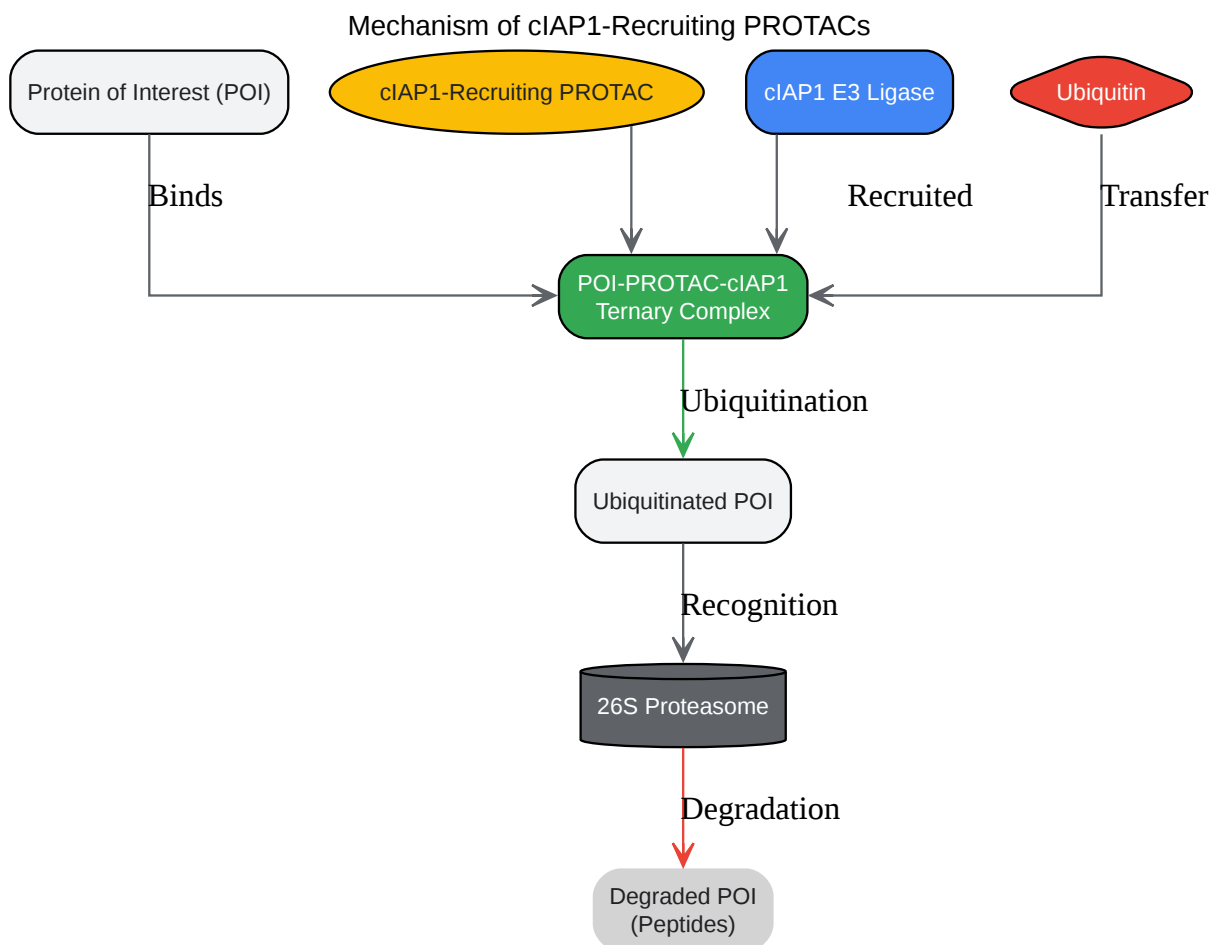 Mechanism of cIAP1-Recruiting PROTACs
Protein of Interest (POI)
cIAP1-Recruiting PROTAC
cIAP1 E3 Ligase
Ubiquitin
Binds
Recruited
Transfer
POI-PROTAC-cIAP1
Ternary Complex
Ubiquitination
Ubiquitinated POI
Recognition
26S Proteasome
Degradation
Degraded POI
(Peptides)